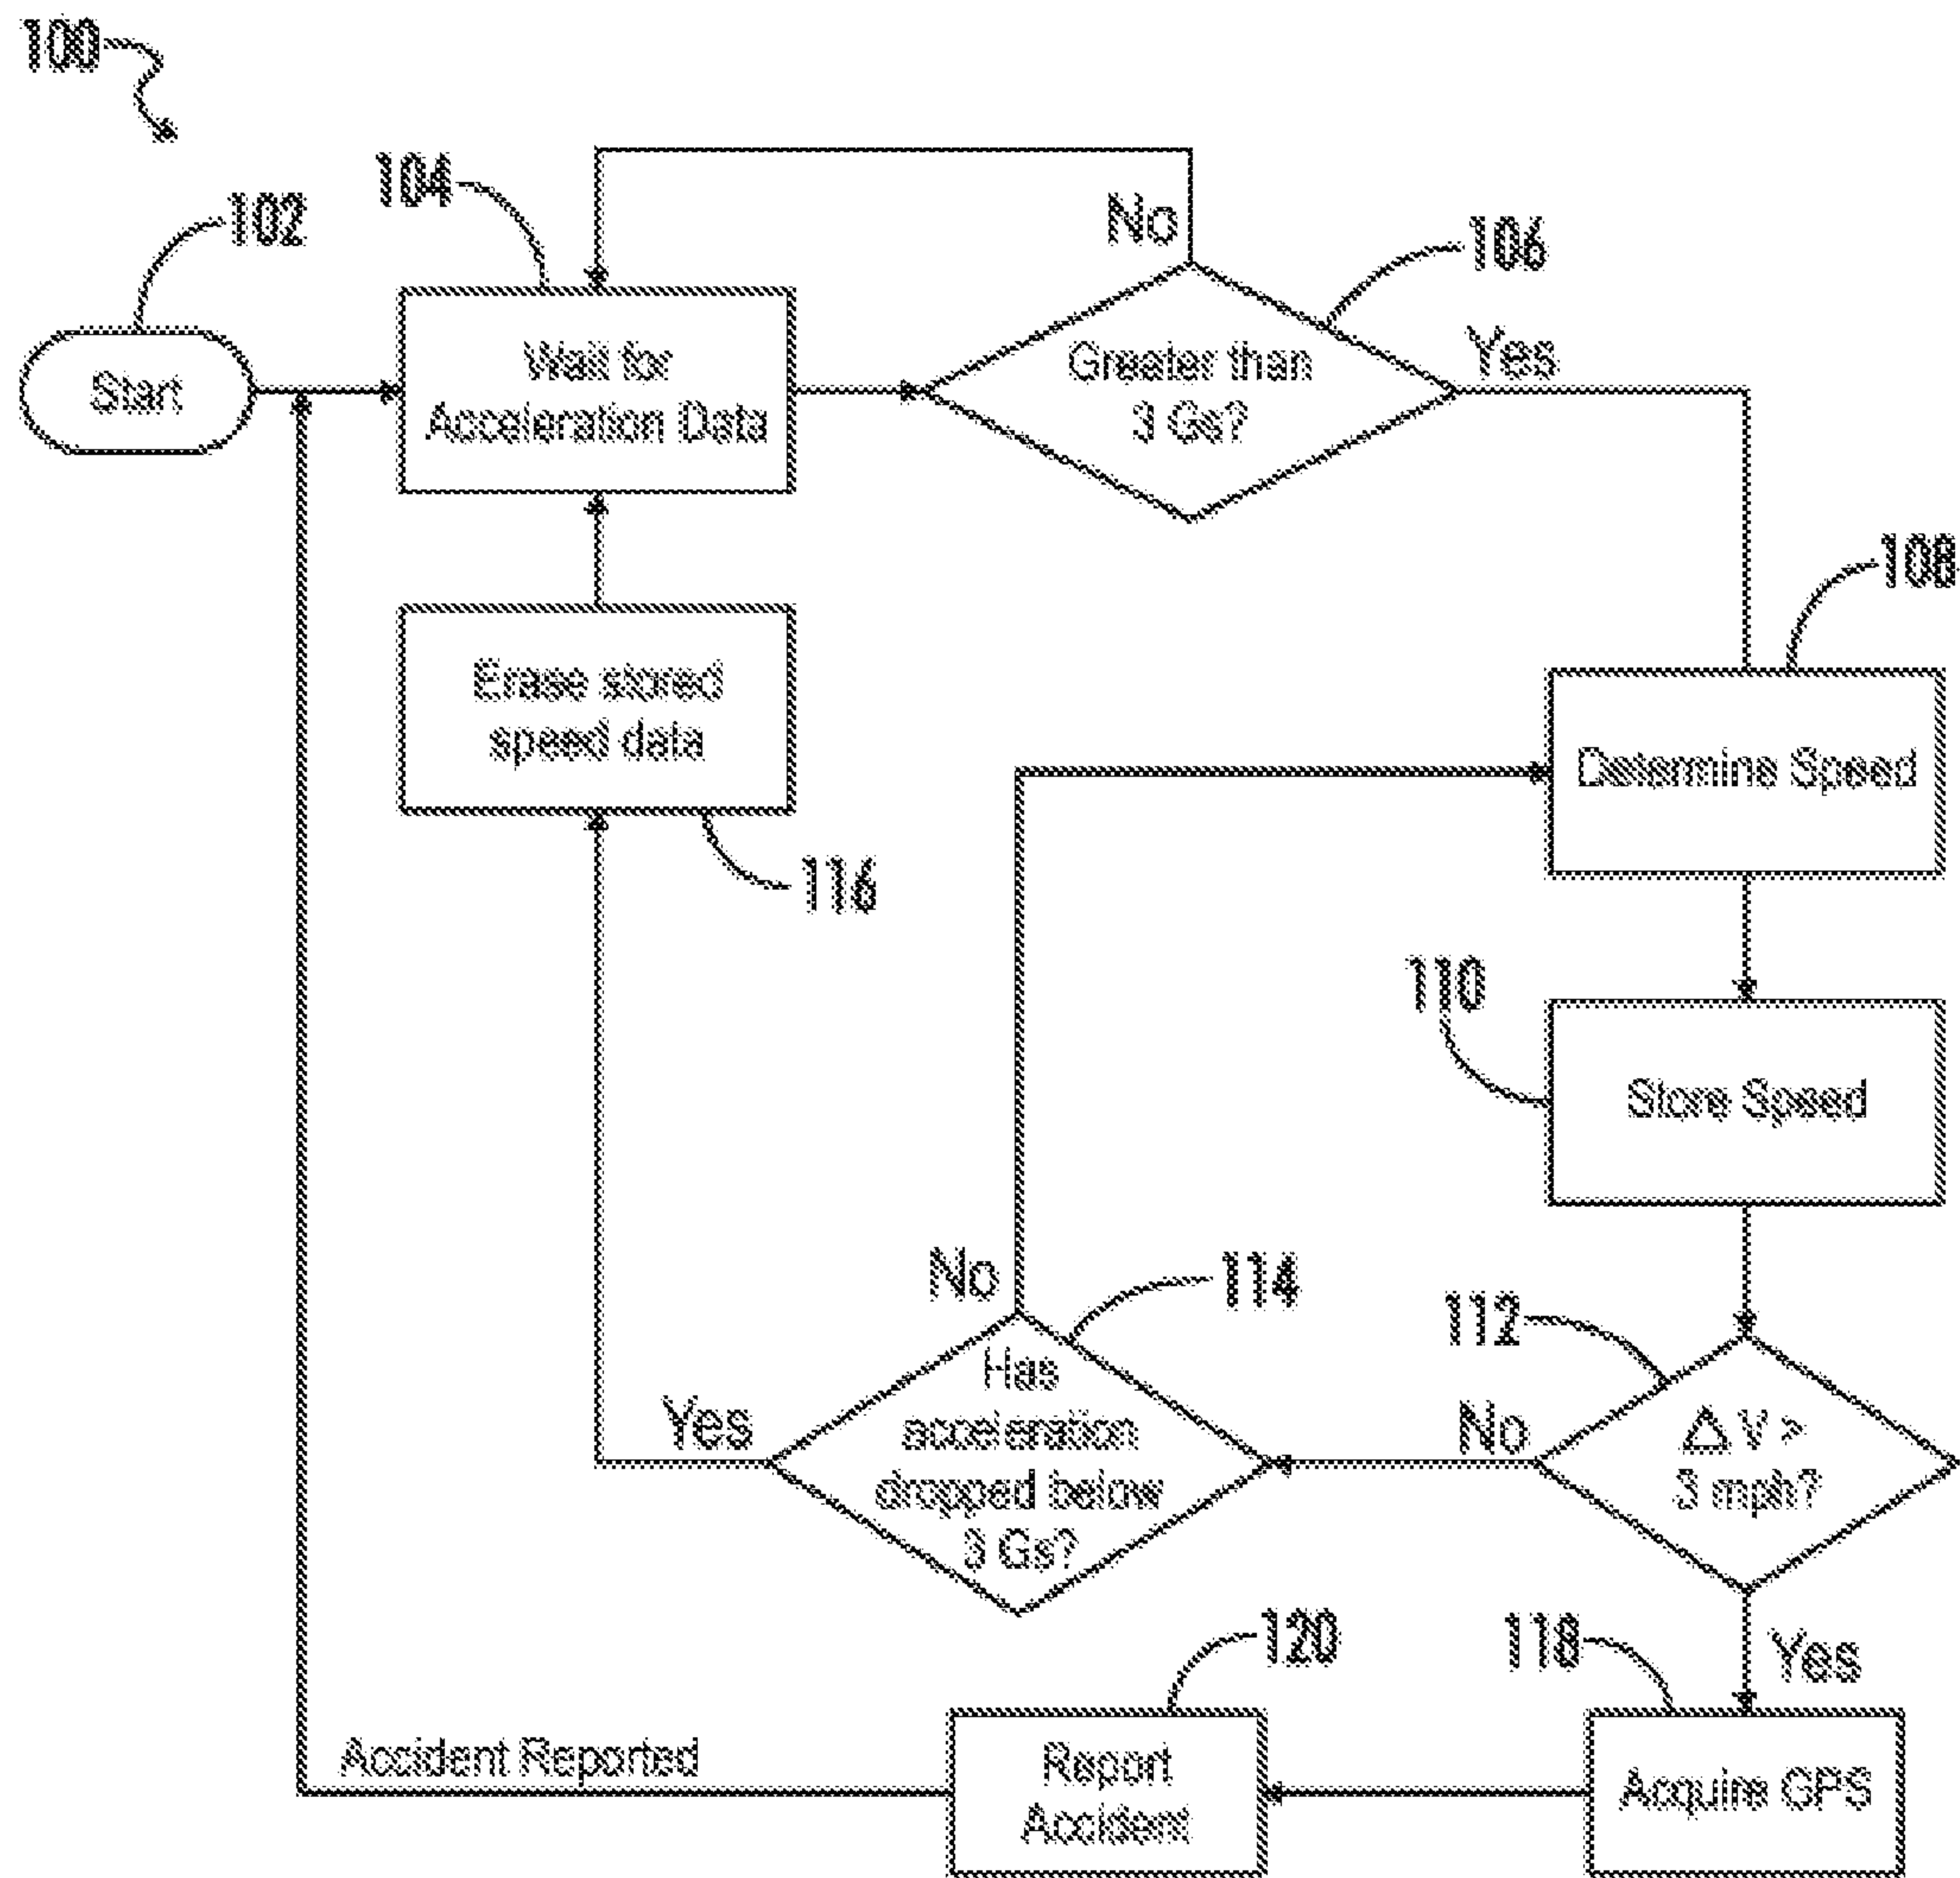 100
102
104
No
106
Start
Wait for
Acceleration Data
Greater than
3 Gs?
Yes
108
Erase stored
speed data
Determine Speed
116
110
Store Speed
No
114
112
Has
acceleration
dropped below
3 Gs?
Yes
No
Δ V >
3 mph?
120
118
Yes
Accident Reported
Report
Accident
Acquire GPS